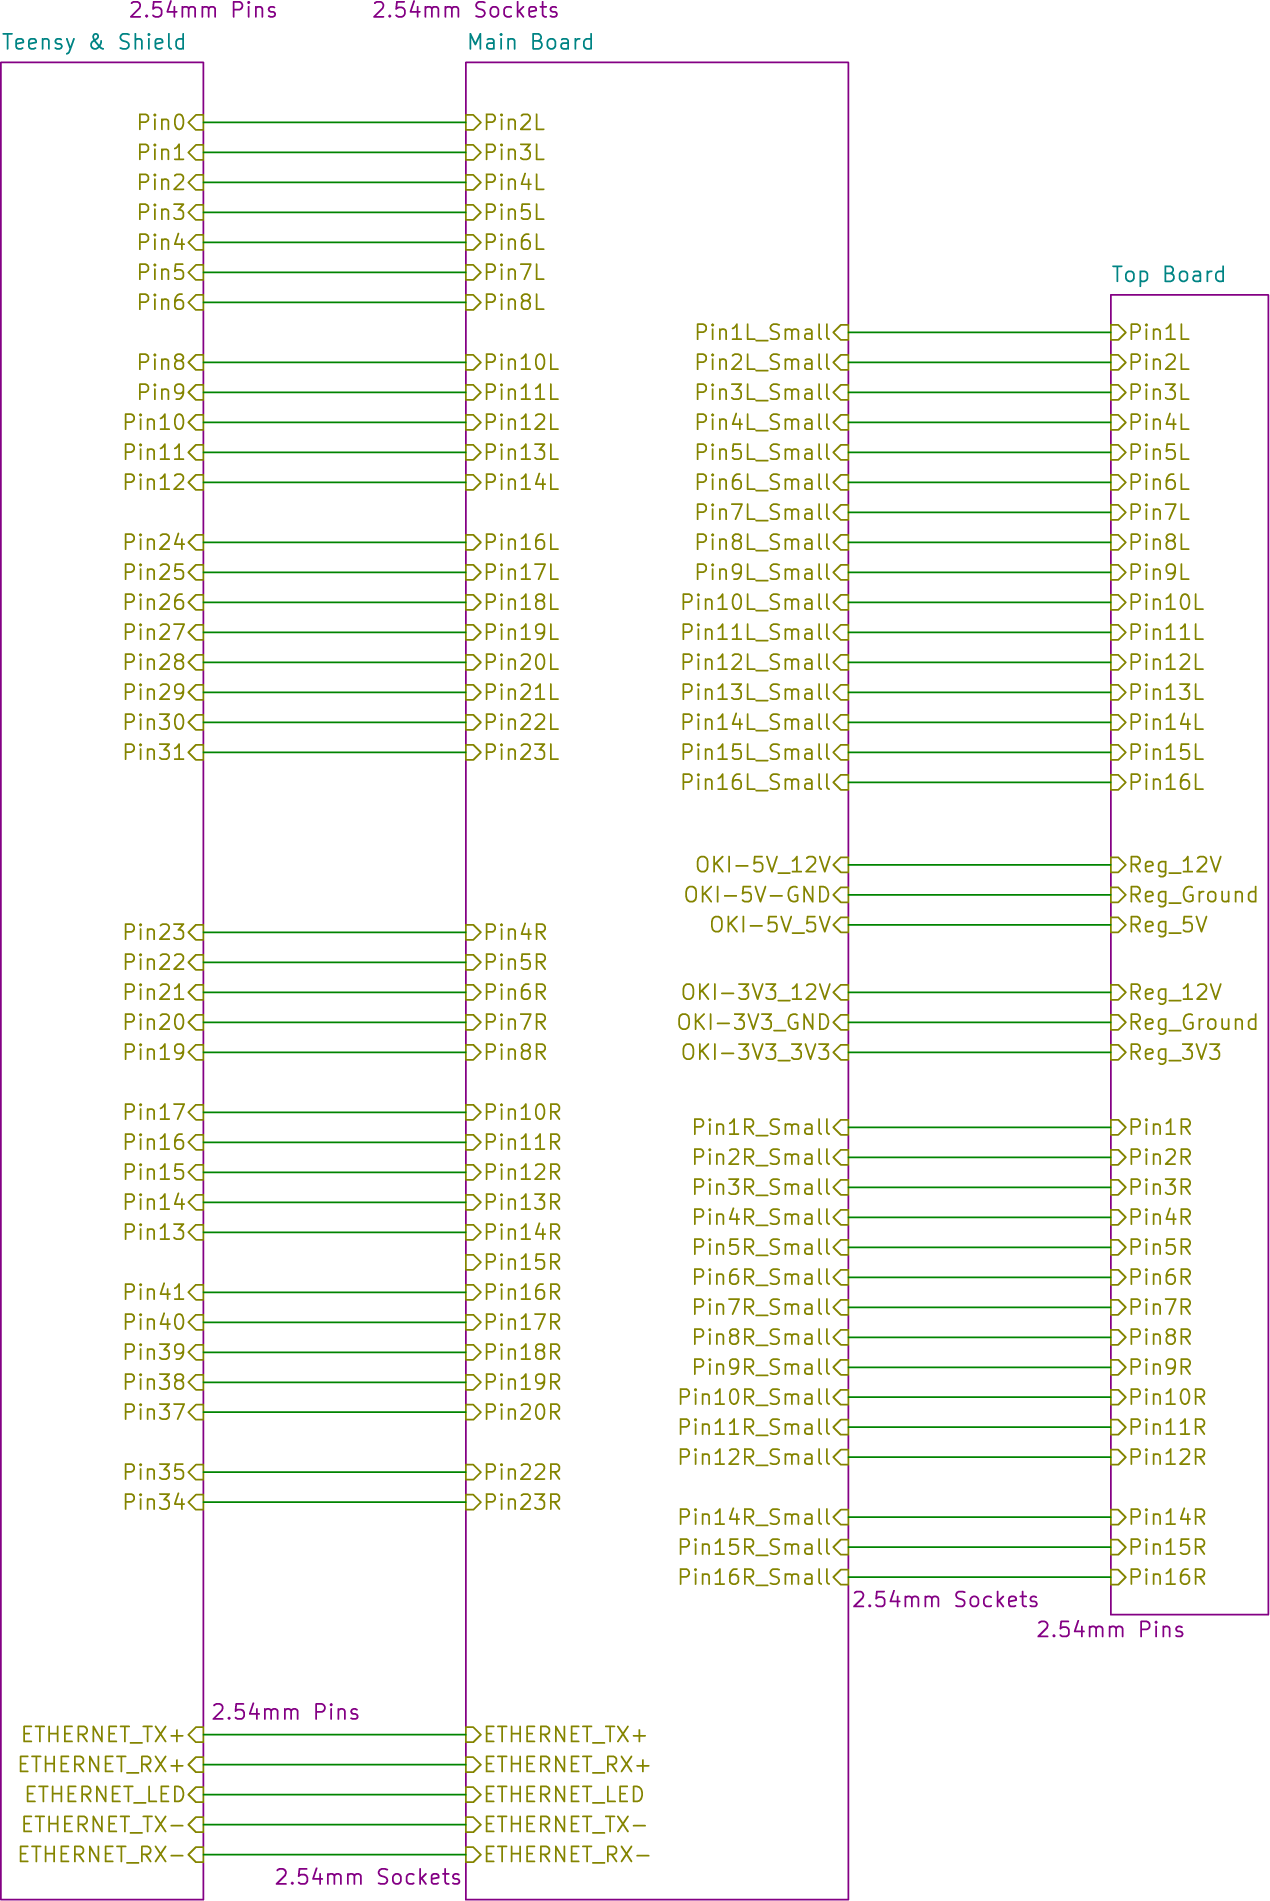 2.54mm Pins 2.54mm Sockets
Teensy & Shield Main Board
Pin0 Pin2L
Pin1 Pin3L
Pin2 Pin4L
Pin3 Pin5L
Pin4 Pin6L
Pin5 Pin7L
Top Board
Pin6 Pin8L
Pin1L_Small Pin1L
Pin8 Pin10L Pin2L_Small Pin2L
Pin9 Pin11L Pin3L_Small Pin3L
Pin10 Pin12L Pin4L_Small Pin4L
Pin11 Pin13L Pin5L_Small Pin5L
Pin12 Pin14L Pin6L_Small Pin6L
Pin7L_Small Pin7L
Pin24 Pin16L Pin8L_Small Pin8L
Pin25 Pin17L Pin9L_Small Pin9L
Pin26 Pin18L Pin10L_Small Pin10L
Pin27 Pin19L Pin11L_Small Pin11L
Pin28 Pin20L Pin12L_Small Pin12L
Pin29 Pin21L Pin13L_Small Pin13L
Pin30 Pin22L Pin14L_Small Pin14L
Pin31 Pin23L Pin15L_Small Pin15L
Pin16L_Small Pin16L
OKI-5V_12V Reg_12V
OKI-5V-GND Reg_Ground
OKI-5V_5V Reg_5V
Pin23 Pin4R
Pin22 Pin5R
Pin21 Pin6R OKI-3V3_12V Reg_12V
Pin20 Pin7R OKI-3V3_GND Reg_Ground
Pin19 Pin8R OKI-3V3_3V3 Reg_3V3
Pin17 Pin10R
Pin1R_Small Pin1R
Pin16 Pin11R
Pin2R_Small Pin2R
Pin15 Pin12R
Pin3R_Small Pin3R
Pin14 Pin13R
Pin4R_Small Pin4R
Pin13 Pin14R
Pin5R_Small Pin5R
Pin15R
Pin6R_Small Pin6R
Pin41 Pin16R
Pin7R_Small Pin7R
Pin40 Pin17R
Pin8R_Small Pin8R
Pin39 Pin18R
Pin9R_Small Pin9R
Pin38 Pin19R
Pin10R_Small Pin10R
Pin37 Pin20R
Pin11R_Small Pin11R
Pin12R_Small Pin12R
Pin35 Pin22R
Pin34 Pin23R
Pin14R_Small Pin14R
Pin15R_Small Pin15R
Pin16R_Small Pin16R
2.54mm Sockets
2.54mm Pins
2.54mm Pins
ETHERNET_TX+ ETHERNET_TX+
ETHERNET_RX+ ETHERNET_RX+
ETHERNET_LED ETHERNET_LED
ETHERNET_TX- ETHERNET_TX-
ETHERNET_RX- ETHERNET_RX-
2.54mm Sockets